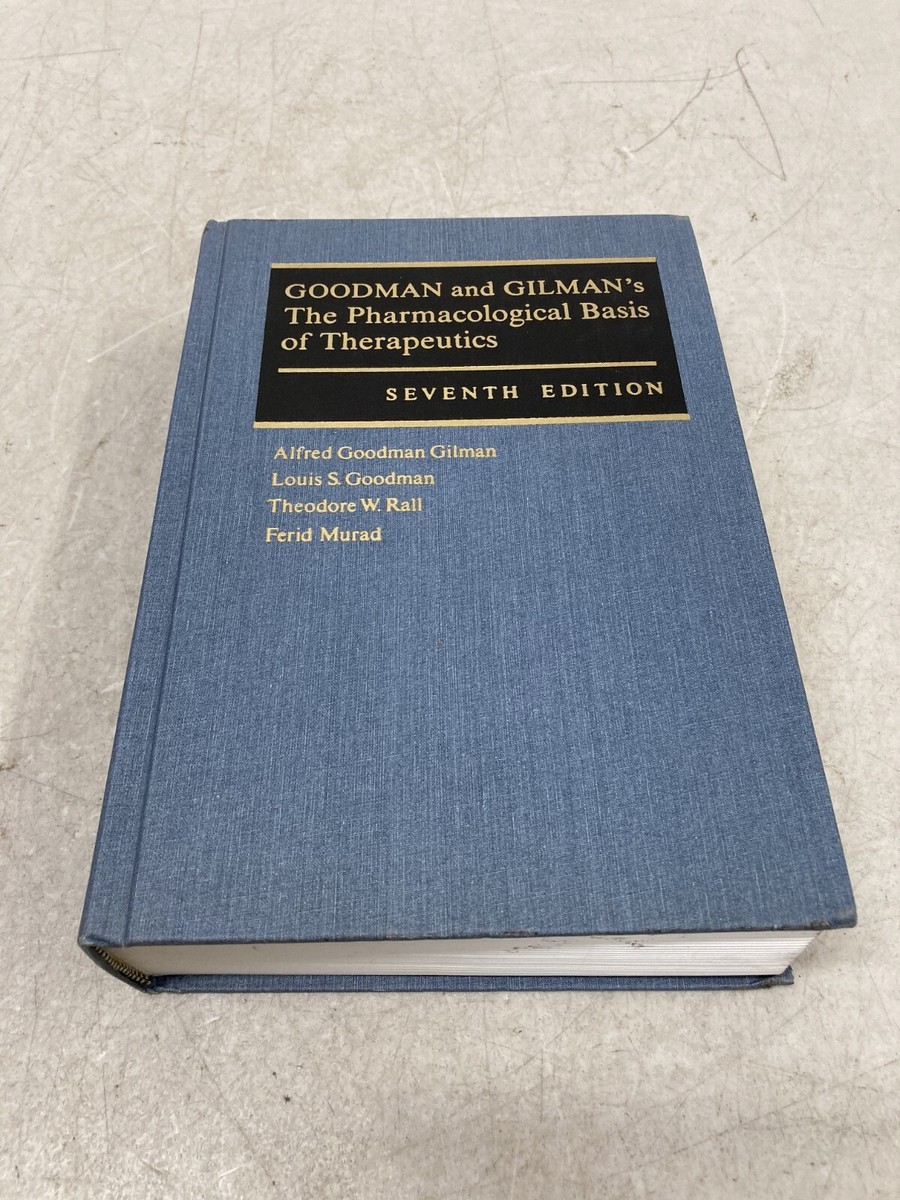 GOODMAN and GILMAN's
The Pharmacological Basis
of Therapeutics
SEVENTH EDITION
Alfred Goodman Gilman
Louis S. Goodman
Theodore W. Rall
Ferid Murad